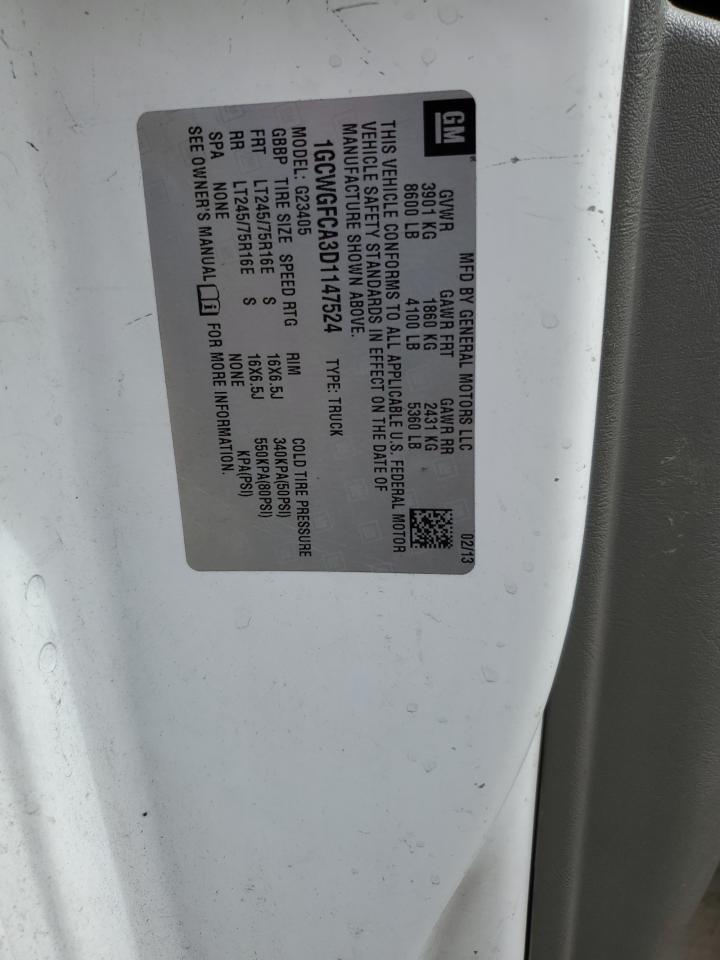 GM
MFD BY GENERAL MOTORS LLC 02/13
GVWR GAWR FRT GAWR RR
3901 KG 1860 KG 2431 KG
8600 LB 4100 LB 5360 LB
THIS VEHICLE CONFORMS TO ALL APPLICABLE U.S. FEDERAL MOTOR
VEHICLE SAFETY STANDARDS IN EFFECT ON THE DATE OF
MANUFACTURE SHOWN ABOVE.
1GCWGFCA3D1147524 TYPE: TRUCK
MODEL: G23405
GBBP TIRE SIZE SPEED RTG RIM COLD TIRE PRESSURE
FRT LT245/75R16E S 16X6.5J 340KPA(50PSI)
RR LT245/75R16E S 16X6.5J 550KPA(80PSI)
SPA NONE NONE KPA(PSI)
SEE OWNER'S MANUAL i FOR MORE INFORMATION.